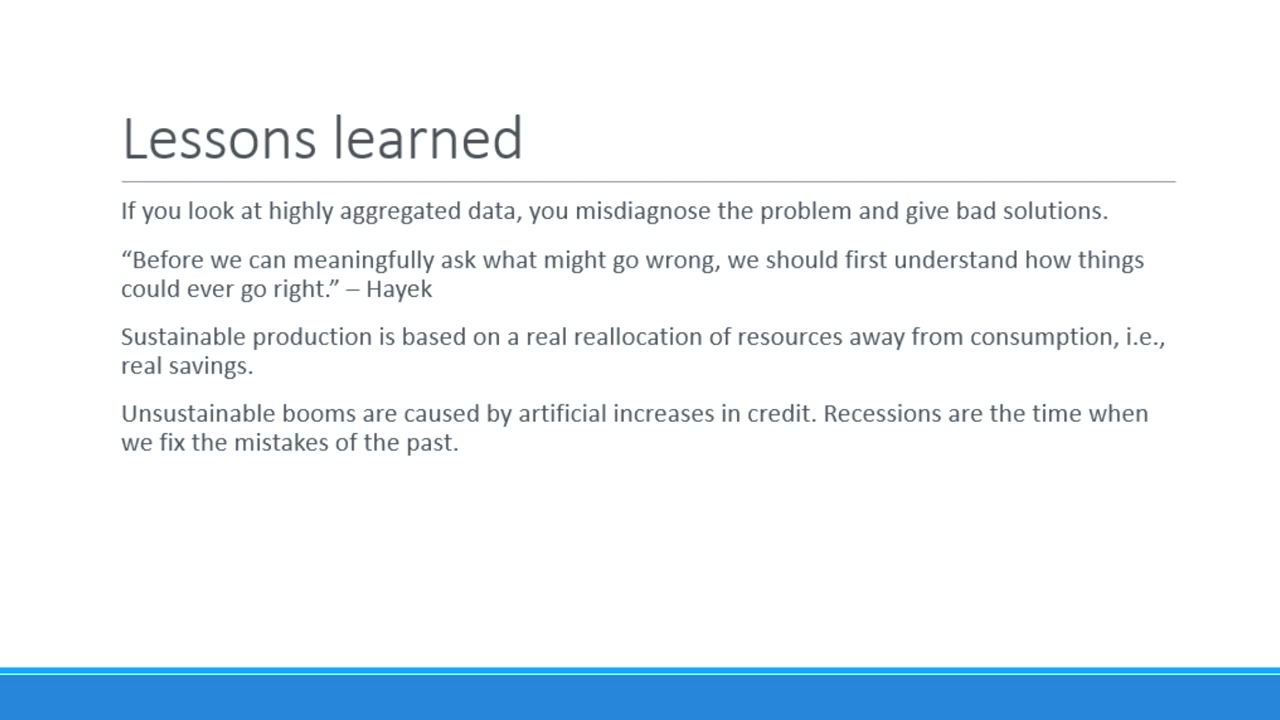 Lessons learned
If you look at highly aggregated data, you misdiagnose the problem and give bad solutions.
“Before we can meaningfully ask what might go wrong, we should first understand how things
could ever go right.” – Hayek
Sustainable production is based on a real reallocation of resources away from consumption, i.e.,
real savings.
Unsustainable booms are caused by artificial increases in credit. Recessions are the time when
we fix the mistakes of the past.